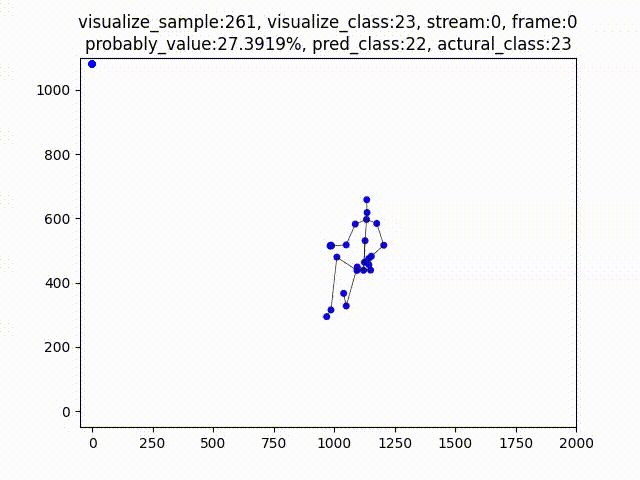 visualize_sample:261, visualize_class:23, stream:0, frame:0
probably_value:27.3919%, pred_class:22, actural_class:23
1000
800
600
400
200
0
0 250 500 750 1000 1250 1500 1750 2000